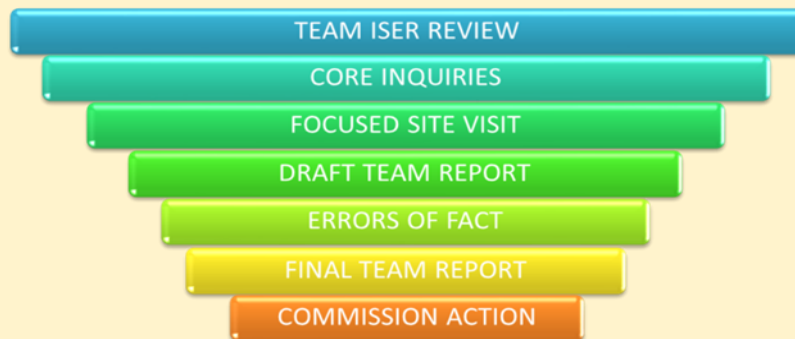 TEAM ISER REVIEW
CORE INQUIRIES
FOCUSED SITE VISIT
DRAFT TEAM REPORT
ERRORS OF FACT
FINAL TEAM REPORT
COMMISSION ACTION